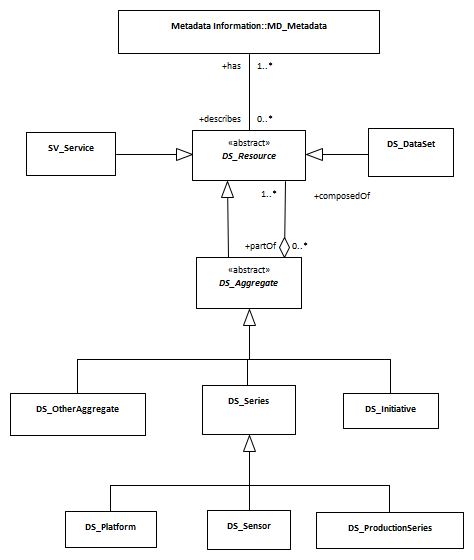 Metadata Information::MD_Metadata
+has 1..*
+describes 0..*
SV_Service
«abstract»
DS_Resource
DS_DataSet
1..* +composedOf
+partOf 0..*
«abstract»
DS_Aggregate
DS_OtherAggregate
DS_Series
DS_Initiative
DS_Platform
DS_Sensor
DS_ProductionSeries